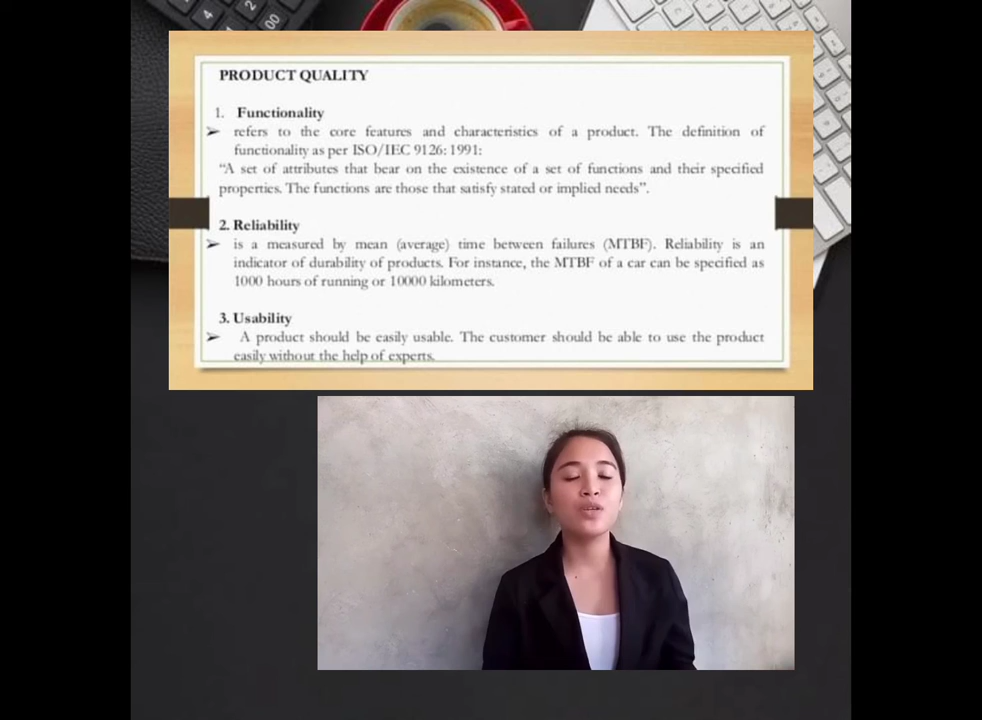 PRODUCT QUALITY
1. Functionality
➢ refers to the core features and characteristics of a product. The definition of
functionality as per ISO/IEC 9126: 1991:
“A set of attributes that bear on the existence of a set of functions and their specified
properties. The functions are those that satisfy stated or implied needs”.
2. Reliability
➢ is a measured by mean (average) time between failures (MTBF). Reliability is an
indicator of durability of products. For instance, the MTBF of a car can be specified as
1000 hours of running or 10000 kilometers.
3. Usability
➢ A product should be easily usable. The customer should be able to use the product
easily without the help of experts.